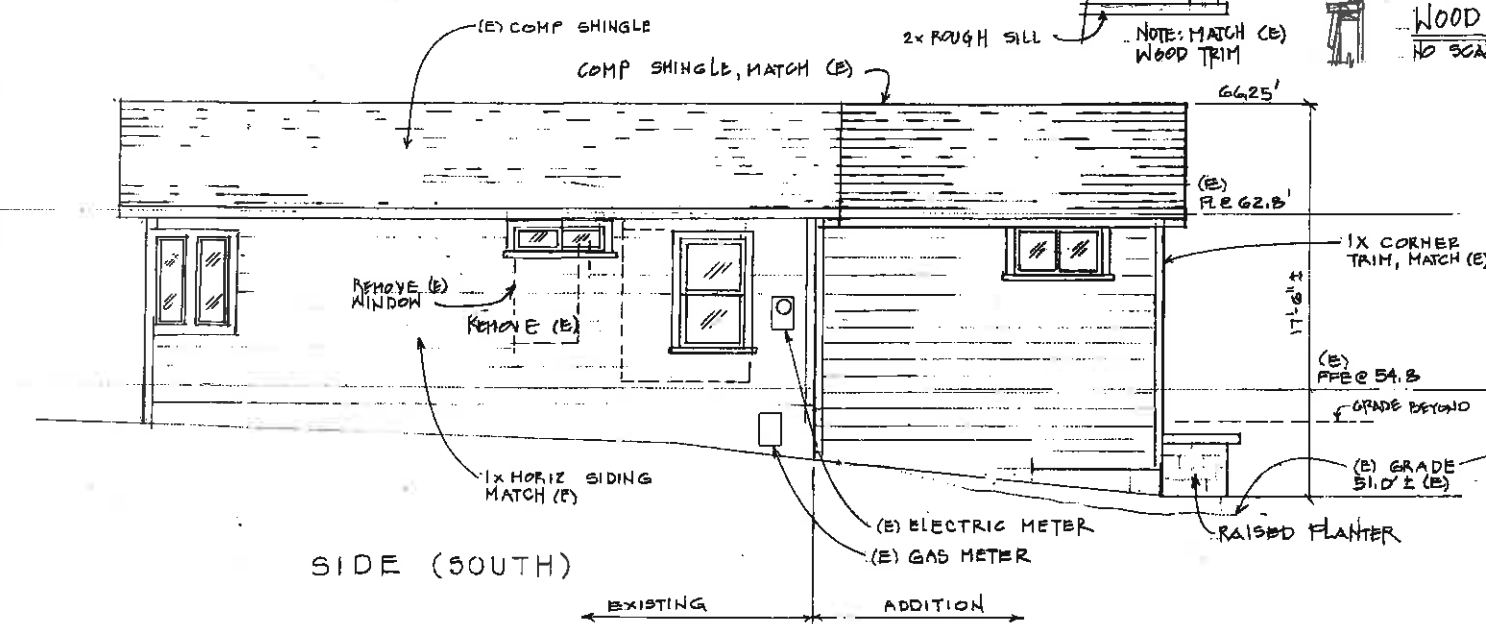 (E) COMP SHINGLE
2x ROUGH SILL
NOTE: MATCH (E)
WOOD TRIM
WOOD
NO SCA
COMP SHINGLE, MATCH (E)
66.25'
(E)
PL@ 62.8'
1X CORNER
TRIM, MATCH (E)
REMOVE (E)
WINDOW
REMOVE (E)
17'-6" ±
(E)
FFE@ 54.8
GRADE BEYOND
1x HORIZ SIDING
MATCH (E)
(E) GRADE
51.0' ± (E)
(E) ELECTRIC METER
(E) GAS METER
RAISED PLANTER
SIDE (SOUTH)
EXISTING
ADDITION